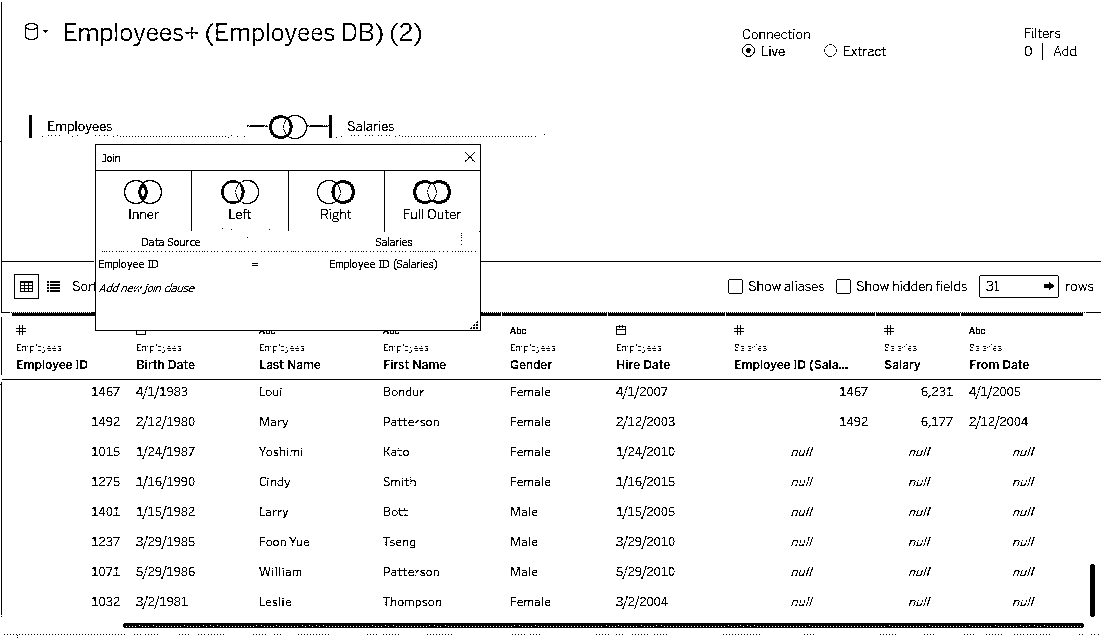 Employees+ (Employees DB) (2)
Connection
Live Extract
Filters
0 Add
Employees Salaries
Join
Inner Left Right Full Outer
Data Source Salaries
Employee ID = Employee ID (Salaries)
Add new join clause
Sort
Show aliases Show hidden fields 31 rows
# Abc Abc Abc # # Abc
Employees Employees Employees Employees Employees Employees Salaries Salaries Salaries
Employee ID Birth Date Last Name First Name Gender Hire Date Employee ID (Sala... Salary From Date
1467 4/1/1983 Loui Bondur Female 4/1/2007 1467 6,231 4/1/2005
1492 2/12/1980 Mary Patterson Female 2/12/2003 1492 6,177 2/12/2004
1015 1/24/1987 Yoshimi Kato Female 1/24/2010 null null null
1275 1/16/1990 Cindy Smith Female 1/16/2015 null null null
1401 1/15/1982 Larry Bott Male 1/15/2005 null null null
1237 3/29/1985 Foon Yue Tseng Male 3/29/2010 null null null
1071 5/29/1986 William Patterson Male 5/29/2010 null null null
1032 3/2/1981 Leslie Thompson Female 3/2/2004 null null null